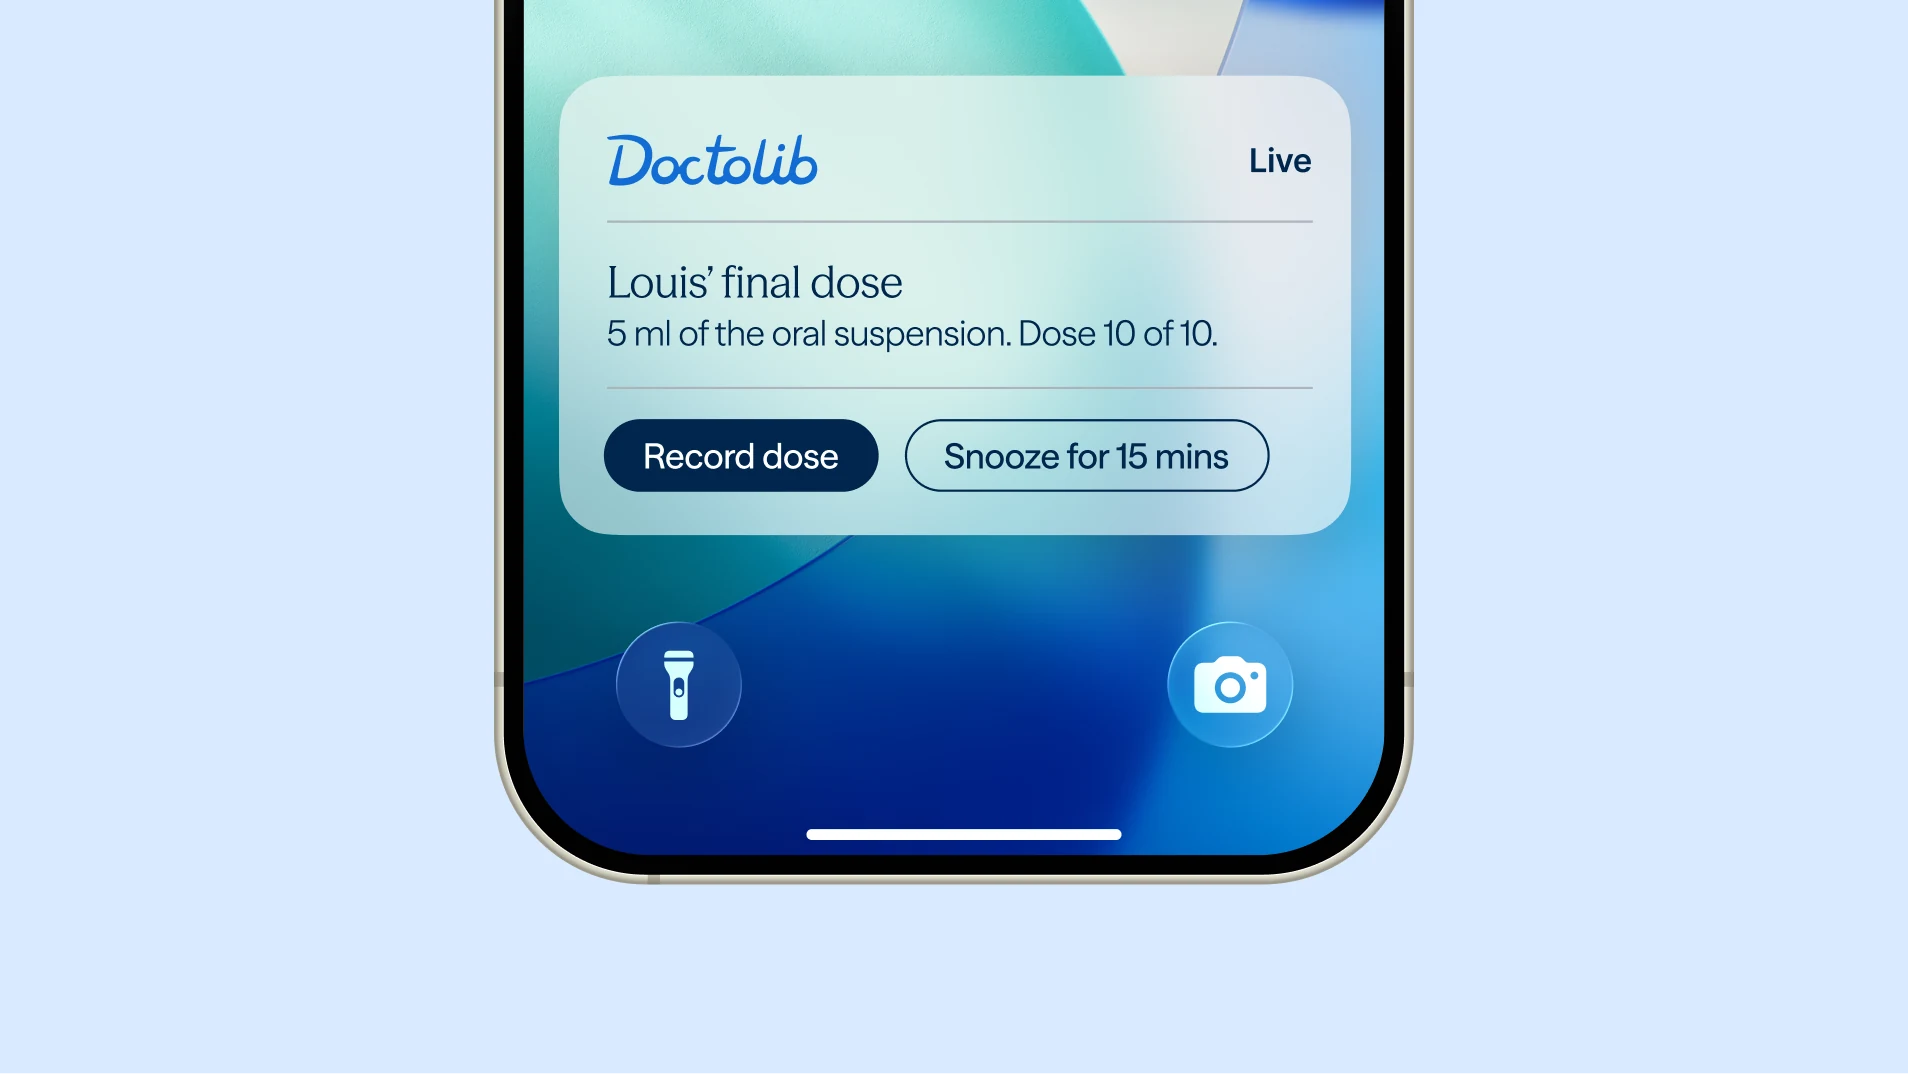 Doctolib
Live
Louis’ final dose
5 ml of the oral suspension. Dose 10 of 10.
Record dose
Snooze for 15 mins